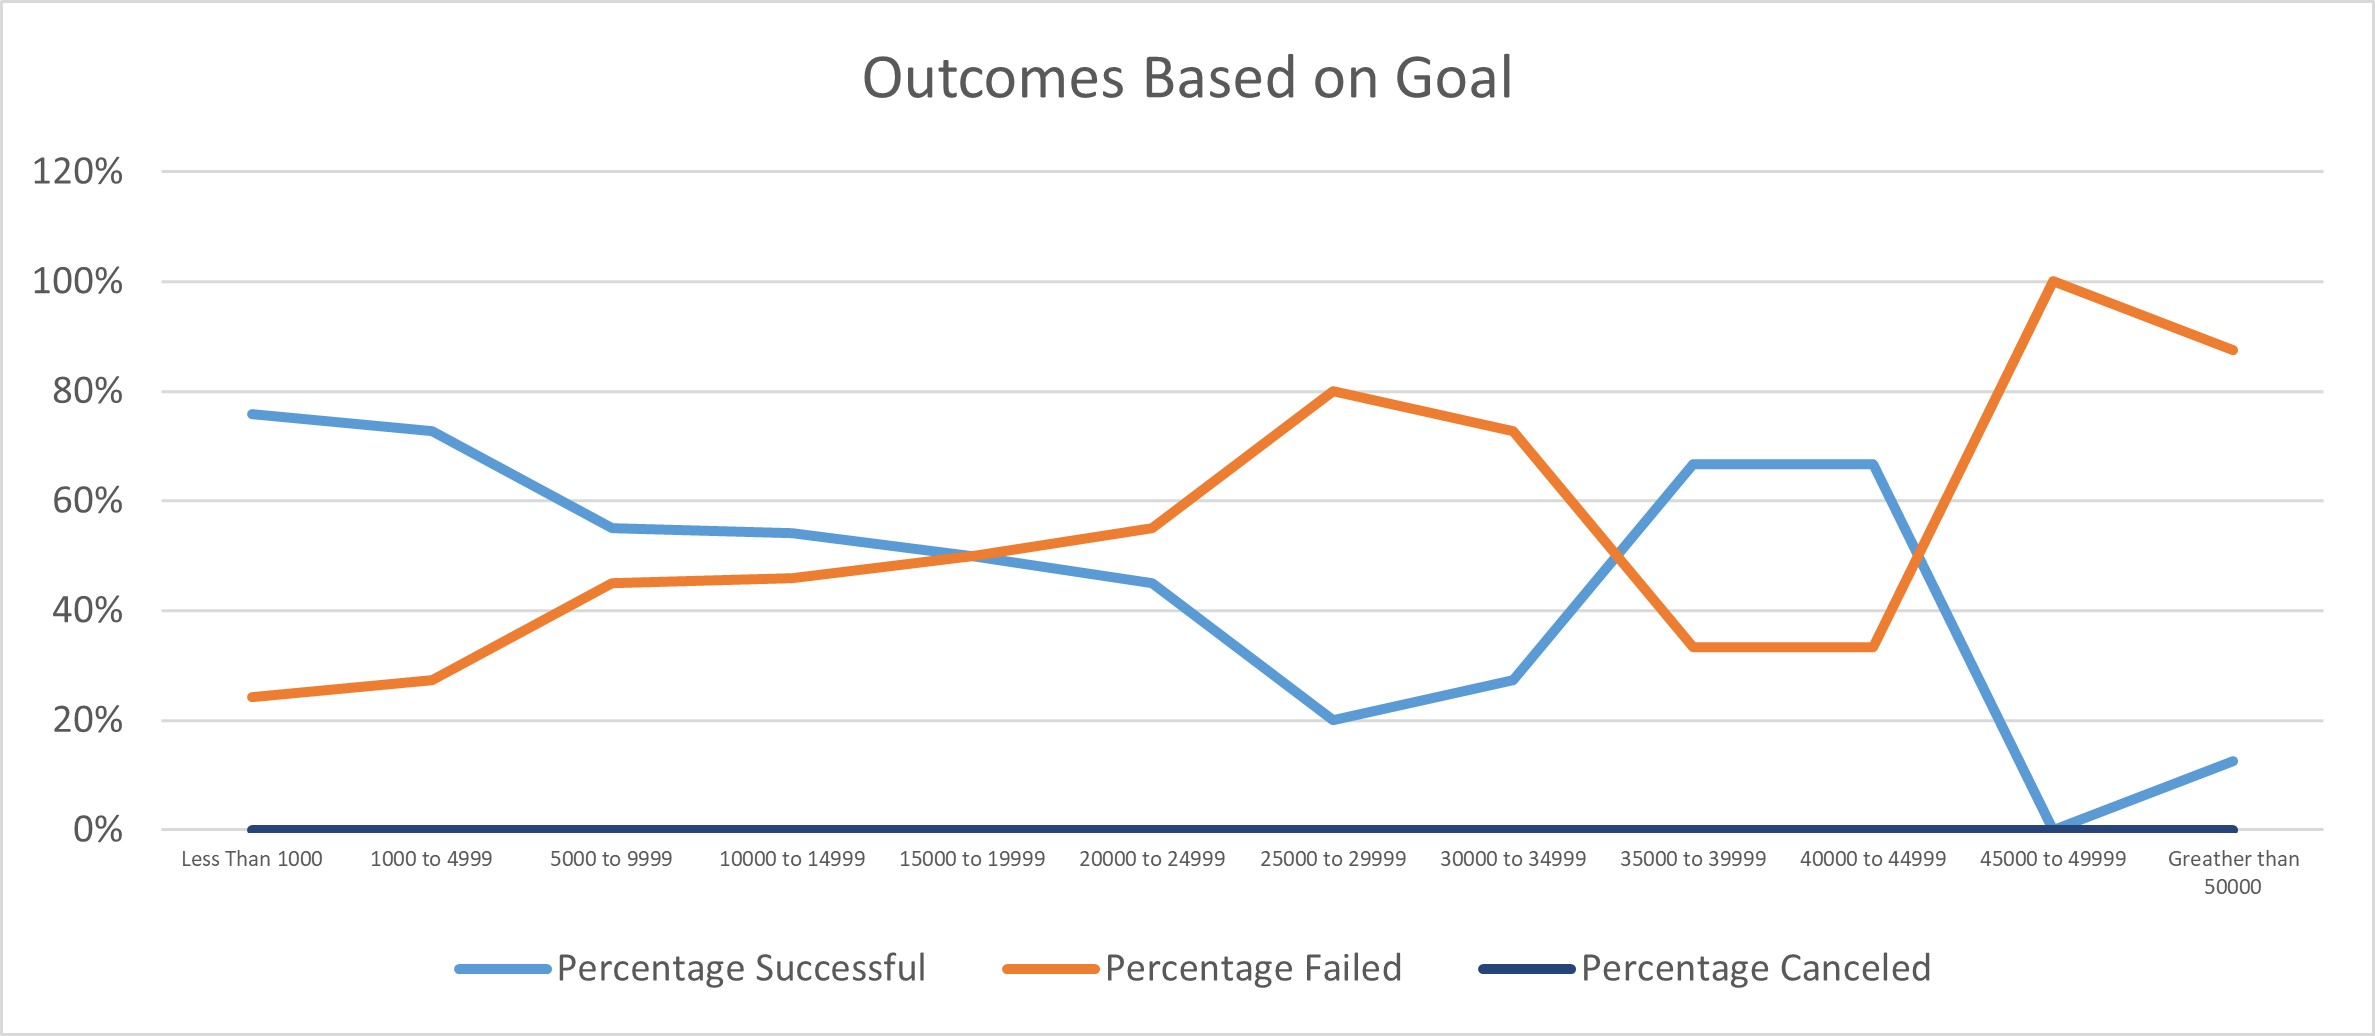 Outcomes Based on Goal
120%
100%
80%
60%
40%
20%
0%
Less Than 1000
1000 to 4999
5000 to 9999
10000 to 14999
15000 to 19999
20000 to 24999
25000 to 29999
30000 to 34999
35000 to 39999
40000 to 44999
45000 to 49999
Greather than
50000
Percentage Successful
Percentage Failed
Percentage Canceled